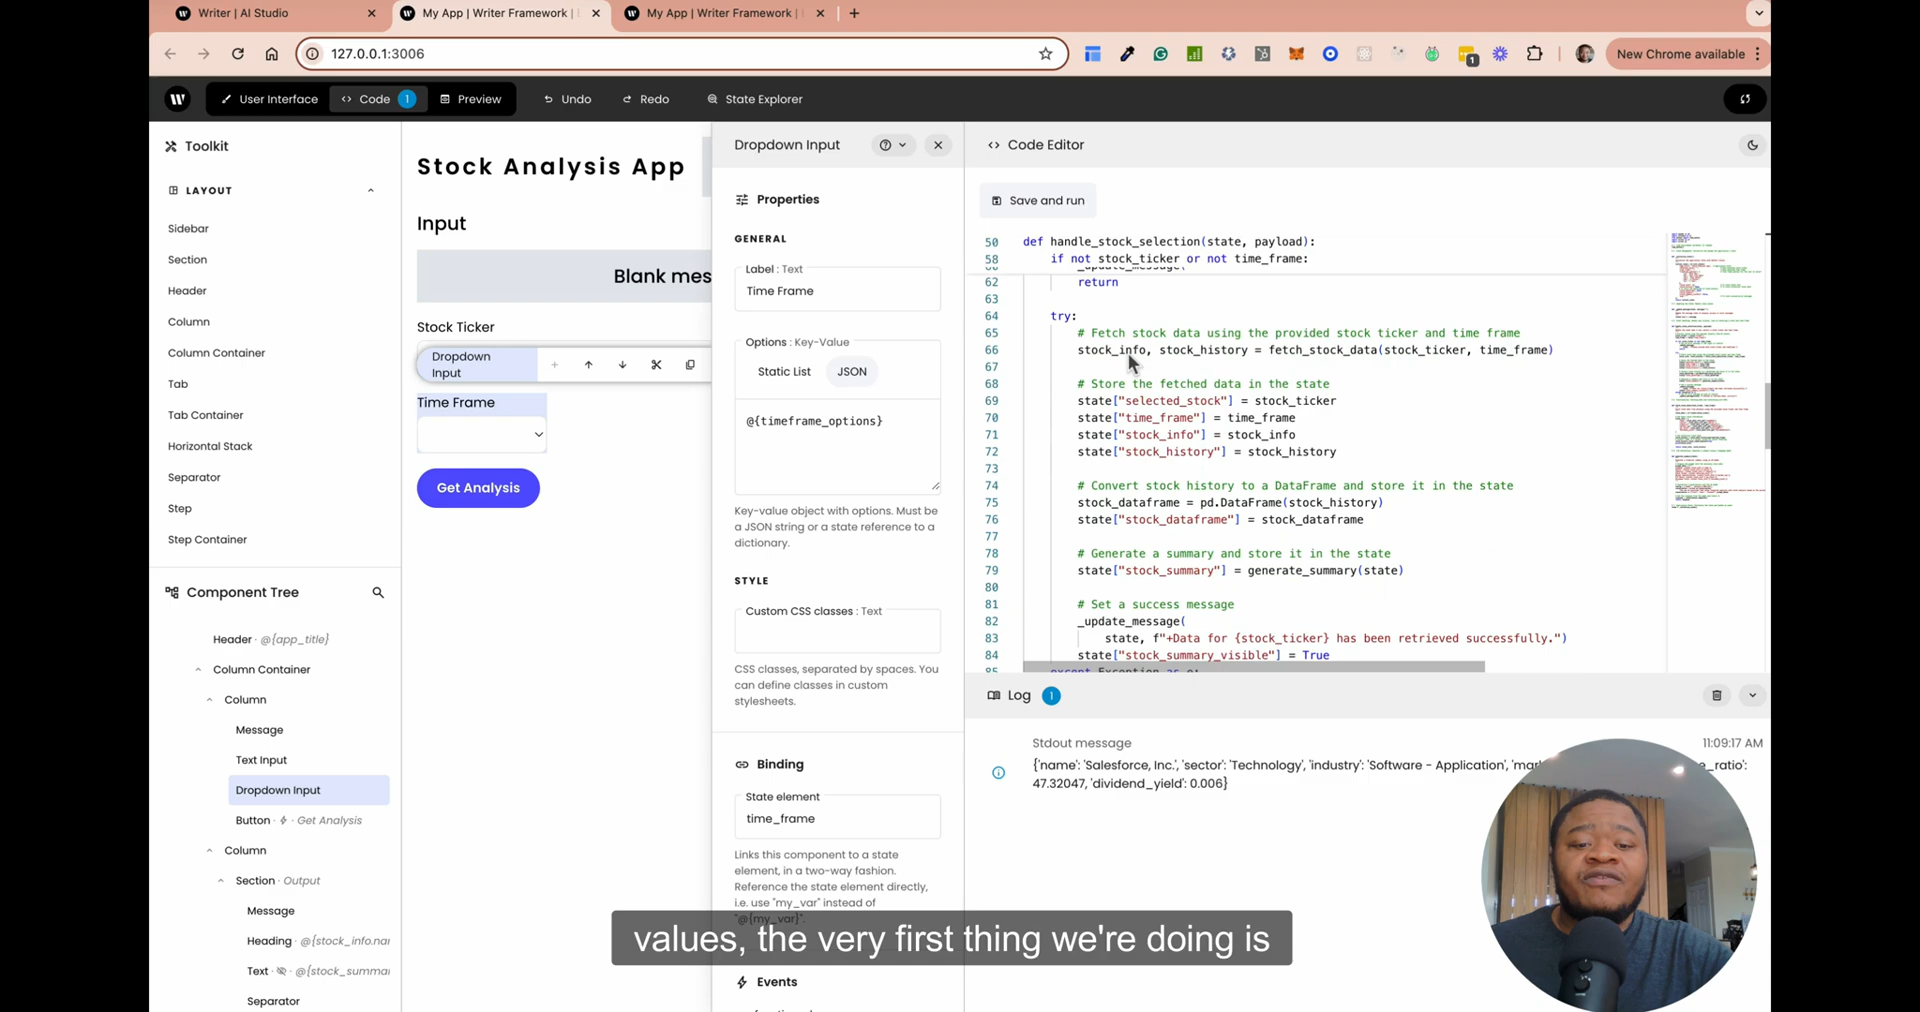 Writer | AI Studio
My App | Writer Framework |
My App | Writer Framework |
127.0.0.1:3006
1
New Chrome available
User Interface
<> Code 1
Preview
Undo
Redo
State Explorer
Toolkit
LAYOUT
Sidebar
Section
Header
Column
Column Container
Tab
Tab Container
Horizontal Stack
Separator
Step
Step Container
Component Tree
Header · @{app_title}
Column Container
Column
Message
Text Input
Dropdown Input
Button · Get Analysis
Column
Section · Output
Message
Heading · @{stock_info.nar
Text · @{stock_summar
Separator
Stock Analysis App
Input
Blank mes
Stock Ticker
Dropdown
Input
Time Frame
Get Analysis
Dropdown Input
Properties
GENERAL
Label : Text
Time Frame
Options : Key-Value
Static List JSON
@{timeframe_options}
Key-value object with options. Must be
a JSON string or a state reference to a
dictionary.
STYLE
Custom CSS classes : Text
CSS classes, separated by spaces. You
can define classes in custom
stylesheets.
Binding
State element
time_frame
Links this component to a state
element, in a two-way fashion.
Reference the state element directly,
i.e. use "my_var" instead of
"@{my_var}".
Events
<> Code Editor
Save and run
50 def handle_stock_selection(state, payload):
58 if not stock_ticker or not time_frame:
_update_message(
62 return
63
64 try:
65 # Fetch stock data using the provided stock ticker and time frame
66 stock_info, stock_history = fetch_stock_data(stock_ticker, time_frame)
67
68 # Store the fetched data in the state
69 state["selected_stock"] = stock_ticker
70 state["time_frame"] = time_frame
71 state["stock_info"] = stock_info
72 state["stock_history"] = stock_history
73
74 # Convert stock history to a DataFrame and store it in the state
75 stock_dataframe = pd.DataFrame(stock_history)
76 state["stock_dataframe"] = stock_dataframe
77
78 # Generate a summary and store it in the state
79 state["stock_summary"] = generate_summary(state)
80
81 # Set a success message
82 _update_message(
83 state, f"+Data for {stock_ticker} has been retrieved successfully.")
84 state["stock_summary_visible"] = True
85 except Exception as e:
Log 1
Stdout message 11:09:17 AM
{'name': 'Salesforce, Inc.', 'sector': 'Technology', 'industry': 'Software - Application', 'mar e_ratio':
47.32047, 'dividend_yield': 0.006}
values, the very first thing we're doing is